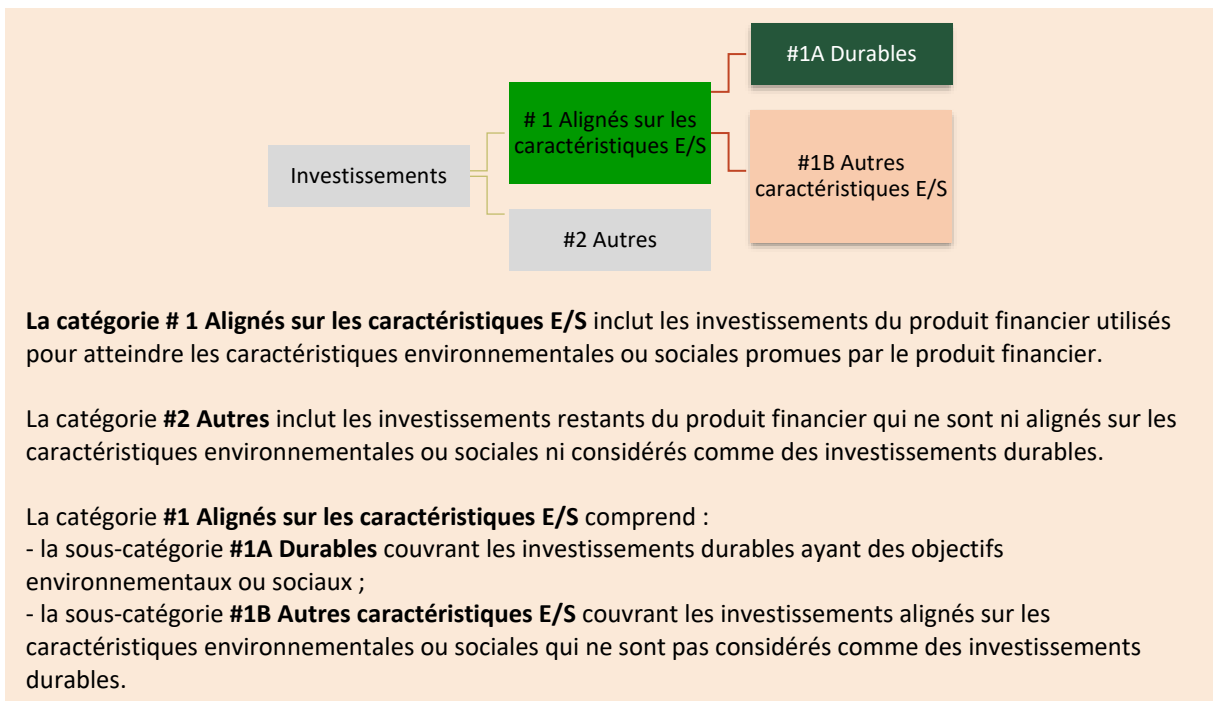 #1A Durables
# 1 Alignés sur les
caractéristiques E/S
#1B Autres
caractéristiques E/S
Investissements
#2 Autres
La catégorie # 1 Alignés sur les caractéristiques E/S inclut les investissements du produit financier utilisés
pour atteindre les caractéristiques environnementales ou sociales promues par le produit financier.
La catégorie #2 Autres inclut les investissements restants du produit financier qui ne sont ni alignés sur les
caractéristiques environnementales ou sociales ni considérés comme des investissements durables.
La catégorie #1 Alignés sur les caractéristiques E/S comprend :
- la sous-catégorie #1A Durables couvrant les investissements durables ayant des objectifs
environnementaux ou sociaux ;
- la sous-catégorie #1B Autres caractéristiques E/S couvrant les investissements alignés sur les
caractéristiques environnementales ou sociales qui ne sont pas considérés comme des investissements
durables.